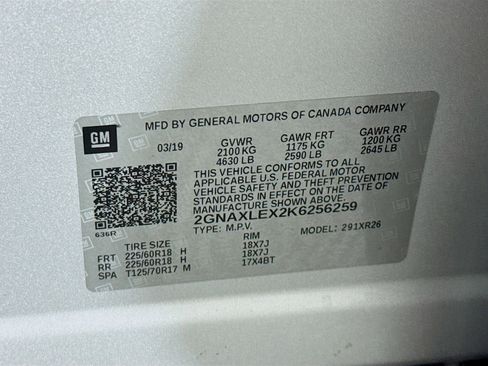 GM
MFD BY GENERAL MOTORS OF CANADA COMPANY
03/19 GVWR GAWR FRT GAWR RR
2100 KG 1175 KG 1200 KG
4630 LB 2590 LB 2645 LB
THIS VEHICLE CONFORMS TO ALL
APPLICABLE U.S. FEDERAL MOTOR
VEHICLE SAFETY AND THEFT PREVENTION
STANDARDS IN EFFECT ON THE DATE OF
MANUFACTURE SHOWN ABOVE.
2GNAXLEX2K6256259
636R TYPE: M.P.V. MODEL: 291XR26
TIRE SIZE RIM
FRT 225/60R18 H 18X7J
RR 225/60R18 H 18X7J
SPA T125/70R17 M 17X4BT